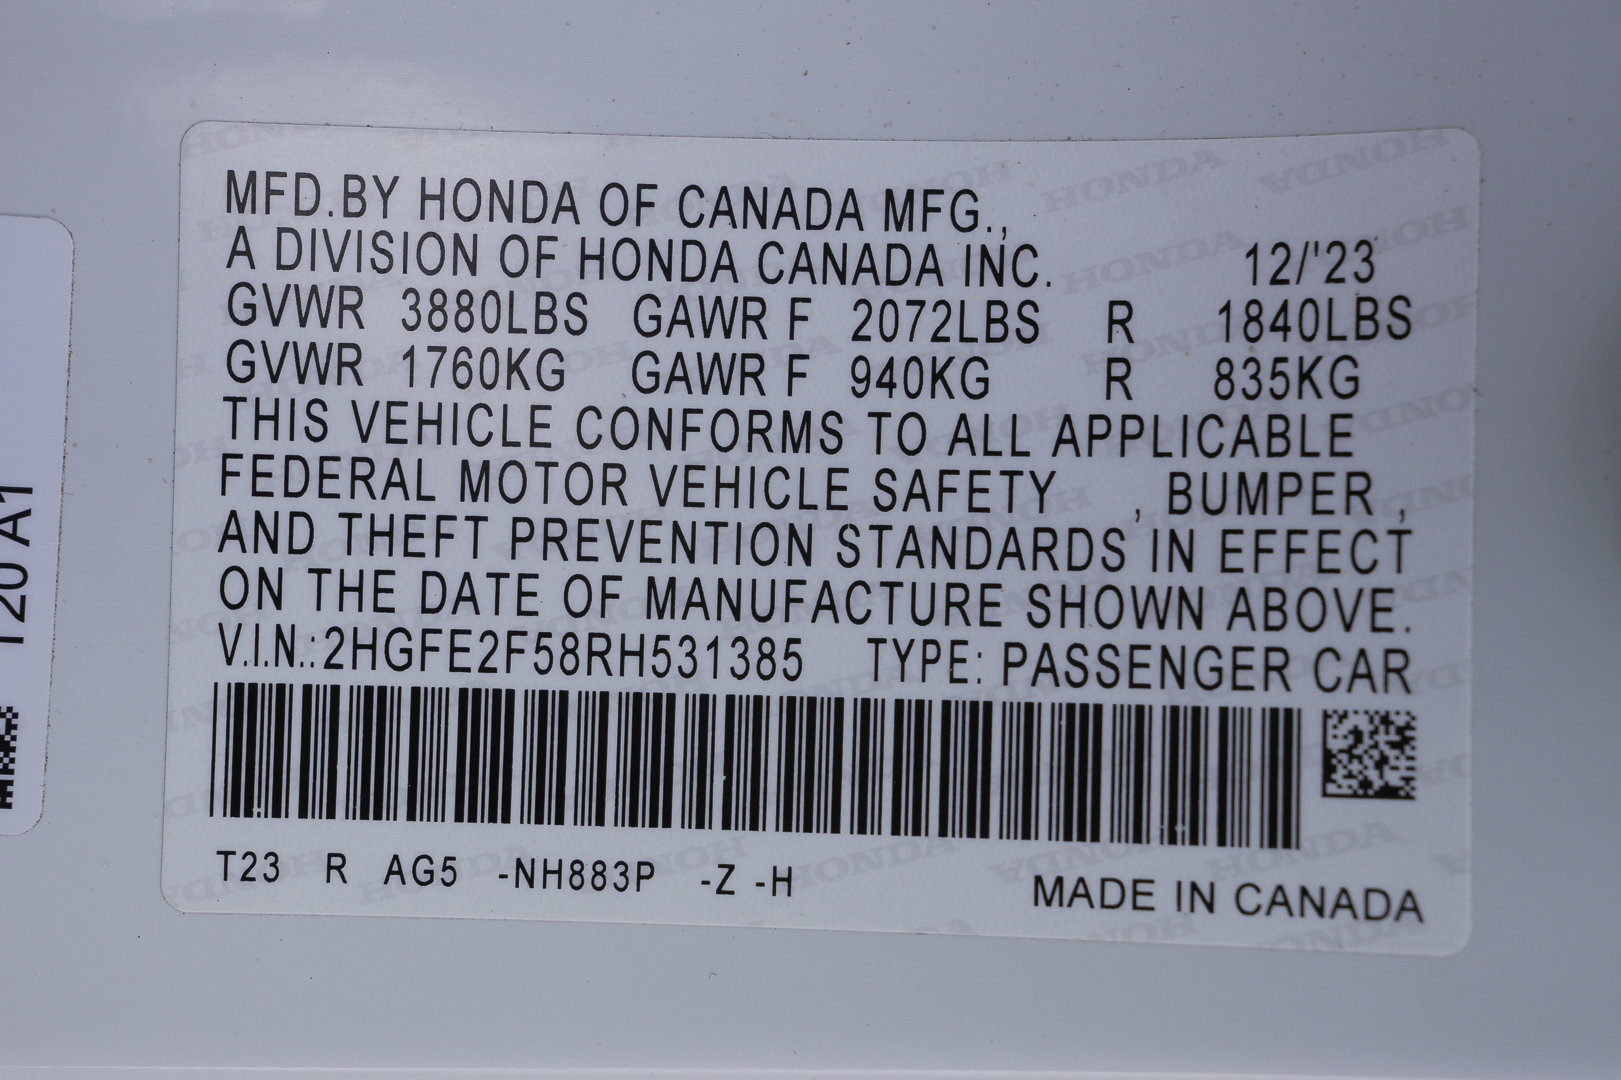 MFD.BY HONDA OF CANADA MFG.,
A DIVISION OF HONDA CANADA INC. 12/'23
GVWR 3880LBS GAWR F 2072LBS R 1840LBS
GVWR 1760KG GAWR F 940KG R 835KG
THIS VEHICLE CONFORMS TO ALL APPLICABLE
FEDERAL MOTOR VEHICLE SAFETY , BUMPER ,
AND THEFT PREVENTION STANDARDS IN EFFECT
ON THE DATE OF MANUFACTURE SHOWN ABOVE.
V.I.N.:2HGFE2F58RH531385 TYPE: PASSENGER CAR
T23 R AG5 -NH883P -Z -H
MADE IN CANADA
120 A1